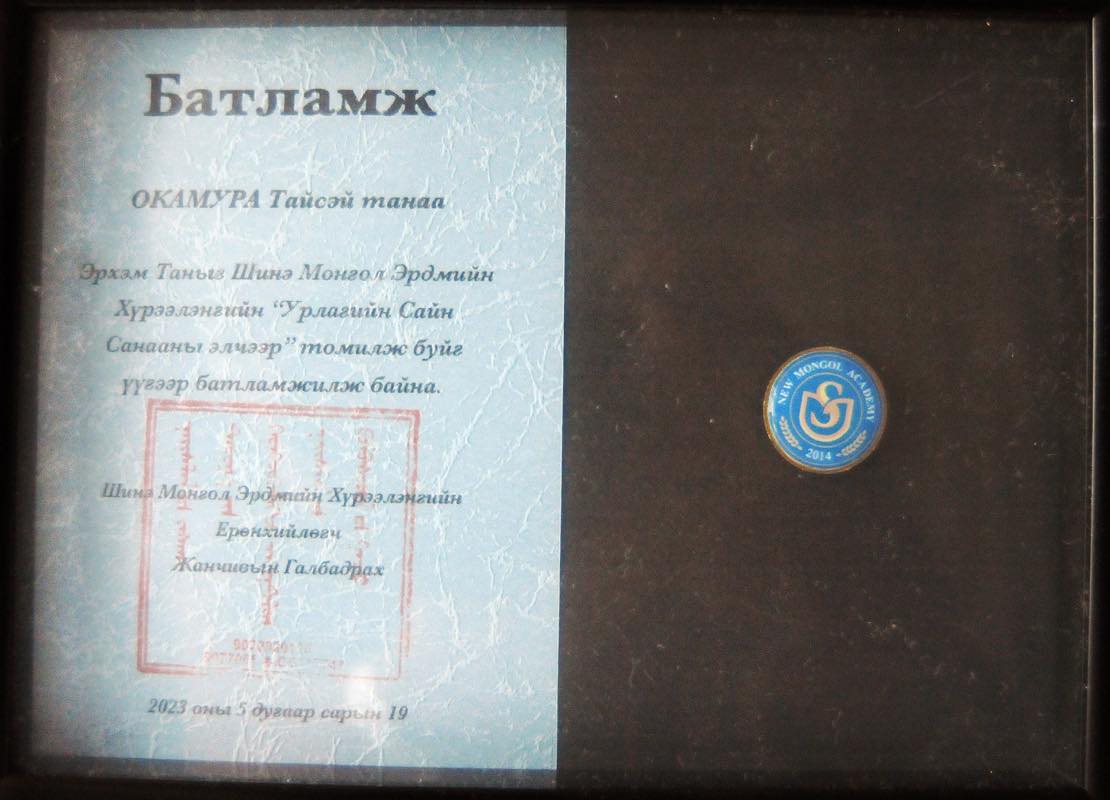 Батламж
ОКАМУРА Тайсэй танаа
Эрхэм Таныг Шинэ Монгол Эрдмийн
Хүрээлэнгийн “Урлагийн Сайн
Санааны элчээр” томилж буйг
үүгээр батламжилж байна.
Шинэ Монгол Эрдмийн Хүрээлэнгийн
Ерөнхийлөгч
Жанчивын Галбадрах
2023 оны 5 дугаар сарын 19
NEW MONGOL ACADEMY
2014